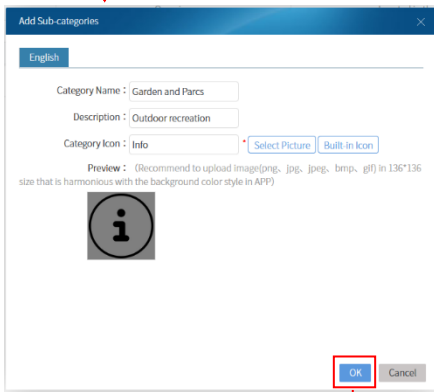 Add Sub-categories
English
Category Name : Garden and Parcs
Description : Outdoor recreation
Category Icon : Info * Select Picture Built-in Icon
Preview : (Recommend to upload image(png、jpg、jpeg、bmp、gif) in 136*136
size that is harmonious with the background color style in APP)
OK Cancel